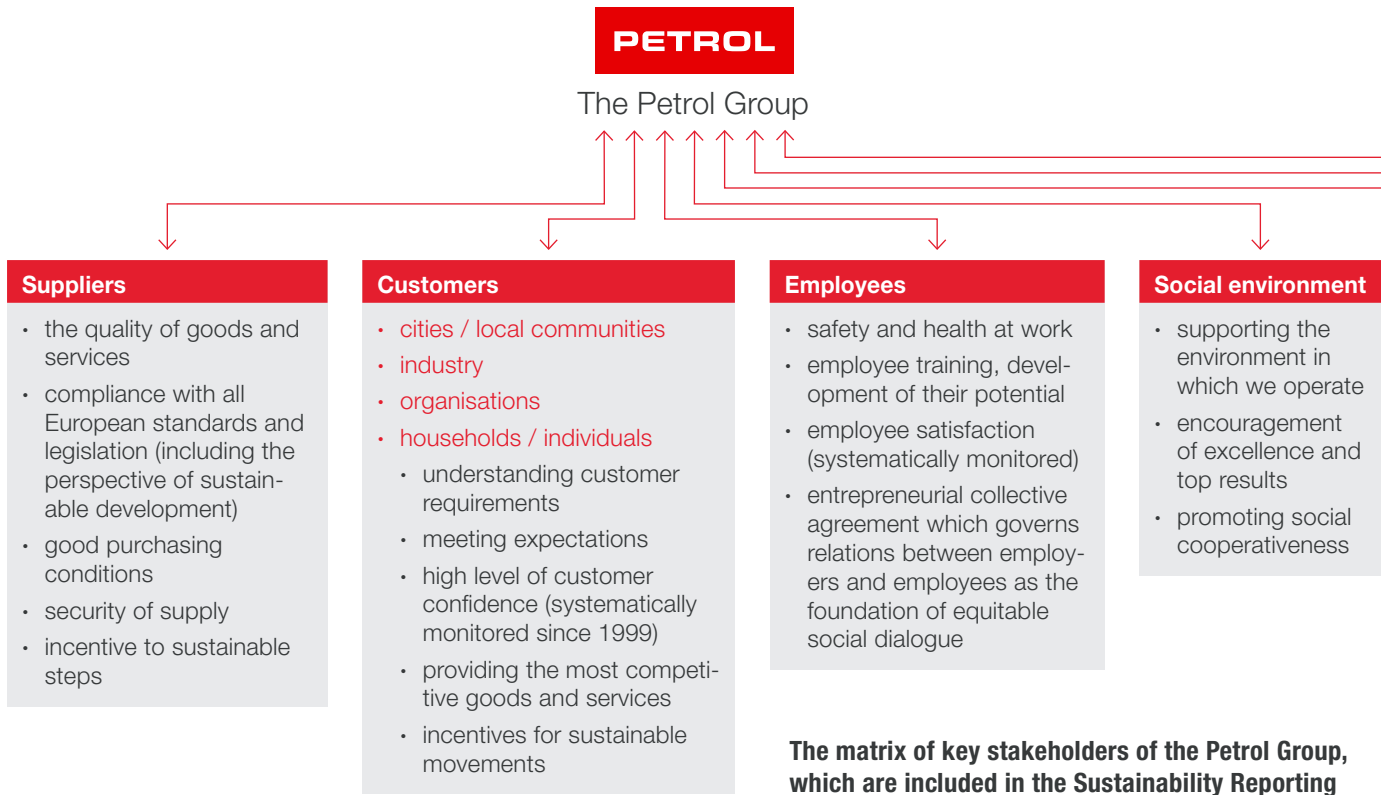 PETROL
The Petrol Group
Suppliers
• the quality of goods and
services
• compliance with all
European standards and
legislation (including the
perspective of sustain-
able development)
• good purchasing
conditions
• security of supply
• incentive to sustainable
steps
Customers
• cities / local communities
• industry
• organisations
• households / individuals
• understanding customer
requirements
• meeting expectations
• high level of customer
confidence (systematically
monitored since 1999)
• providing the most competi-
tive goods and services
• incentives for sustainable
movements
Employees
• safety and health at work
• employee training, devel-
opment of their potential
• employee satisfaction
(systematically monitored)
• entrepreneurial collective
agreement which governs
relations between employ-
ers and employees as the
foundation of equitable
social dialogue
Social environment
• supporting the
environment in
which we operate
• encouragement
of excellence and
top results
• promoting social
cooperativeness
The matrix of key stakeholders of the Petrol Group,
which are included in the Sustainability Reporting